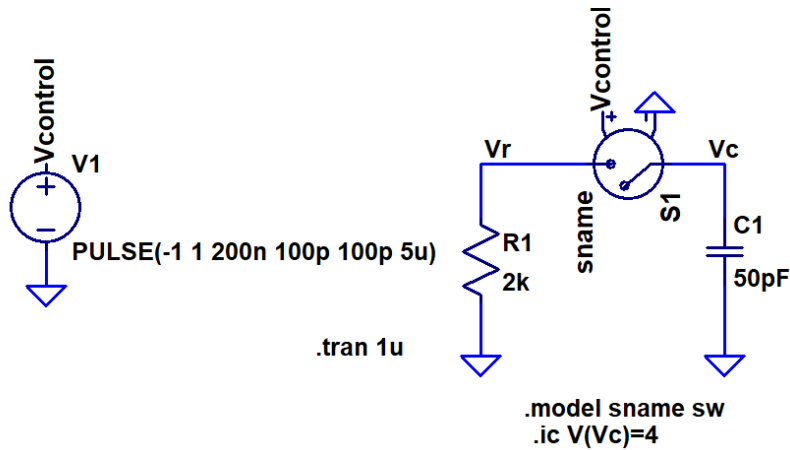 Vcontrol
V1
PULSE(-1 1 200n 100p 100p 5u)
.tran 1u
Vcontrol
Vr
Vc
sname
S1
R1
2k
C1
50pF
.model sname sw
.ic V(Vc)=4